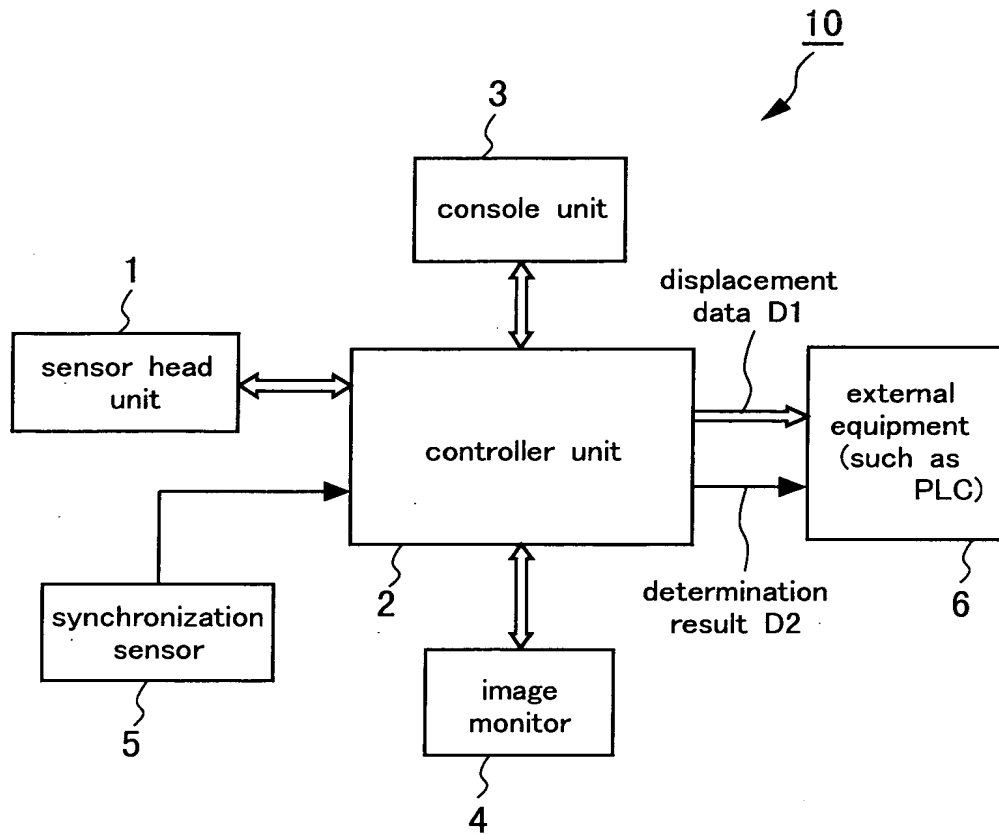 10
3
console unit
1
sensor head
unit
displacement
data D1
controller unit
external
equipment
(such as
PLC)
2
determination
result D2
6
synchronization
sensor
5
image
monitor
4